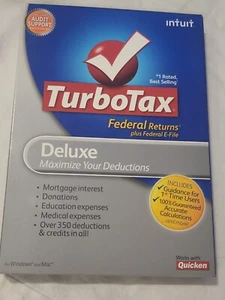 AUDIT
SUPPORT
intuit
#1 Rated,
Best Selling
TurboTax
Federal Returns
plus Federal E-File
Deluxe
Maximize Your Deductions
• Mortgage interest
• Donations
• Education expenses
• Medical expenses
• Over 350 deductions
& credits in all!
INCLUDES
✓ Guidance for
1st Time Users
✓ 100% Guaranteed
Accurate
Calculations
for Windows® and Mac®
Works with
Quicken